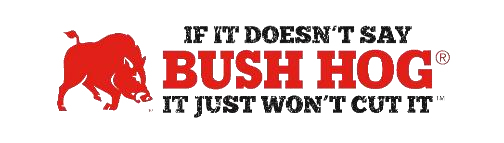 IF IT DOESN'T SAY
BUSH HOG®
IT JUST WON'T CUT IT™